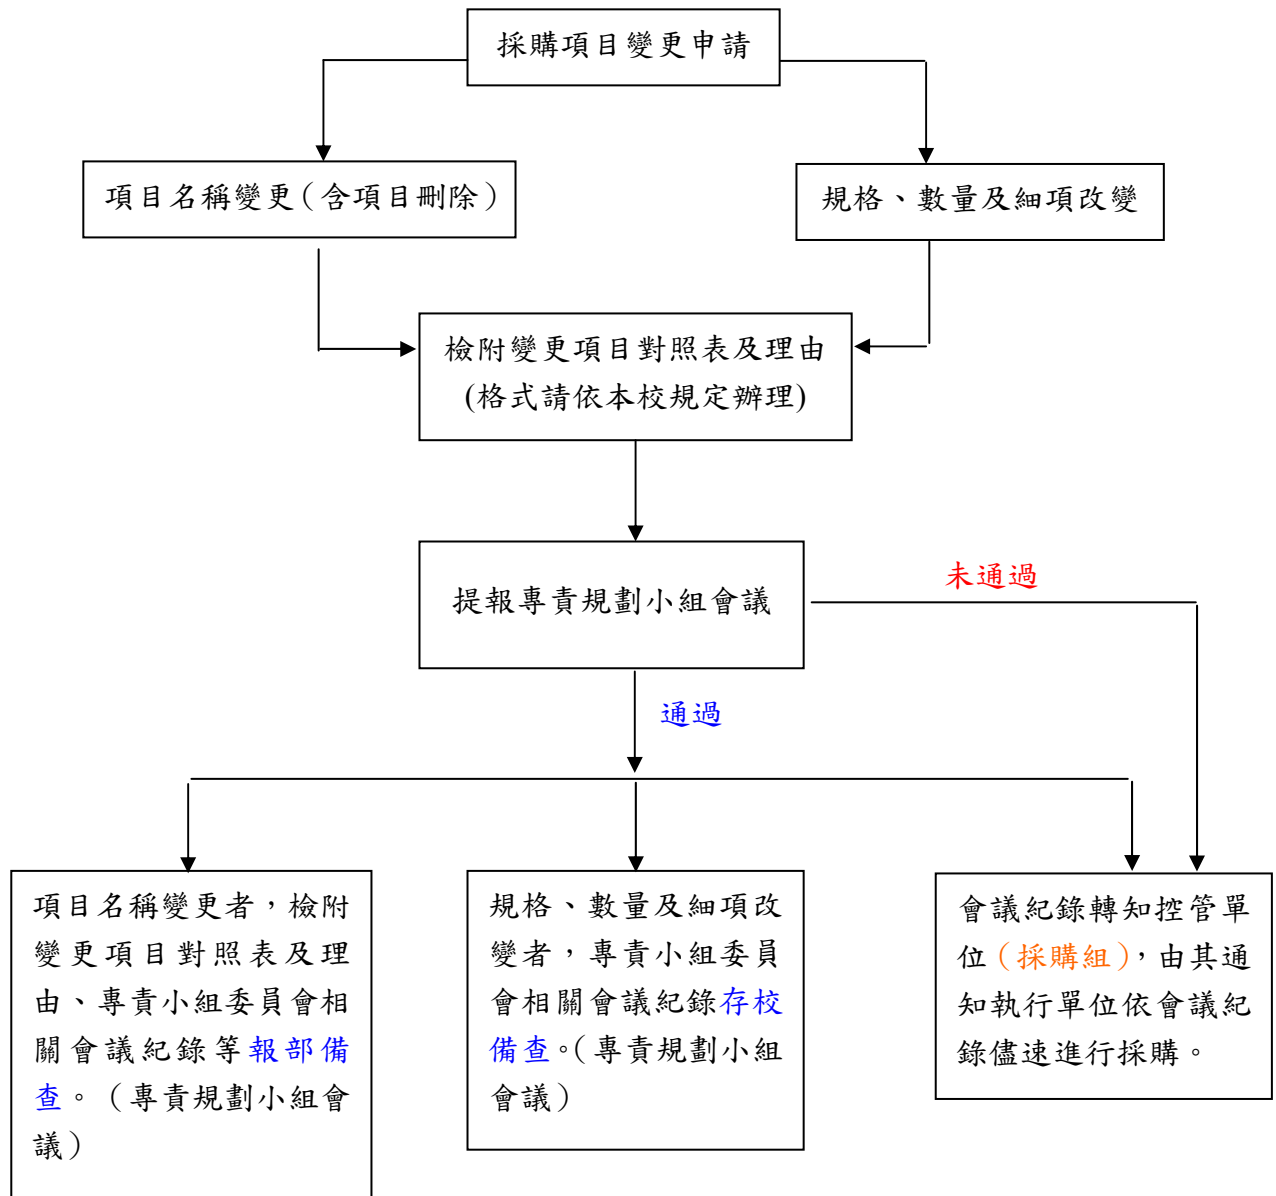 採購項目變更申請
項目名稱變更（含項目刪除）
規格、數量及細項改變
檢附變更項目對照表及理由
(格式請依本校規定辦理)
提報專責規劃小組會議
未通過
通過
項目名稱變更者，檢附
變更項目對照表及理
由、專責小組委員會相
關會議紀錄等報部備
查。（專責規劃小組會
議）
規格、數量及細項改
變者，專責小組委員
會相關會議紀錄存校
備查。（專責規劃小組
會議）
會議紀錄轉知控管單
位（採購組），由其通
知執行單位依會議紀
錄儘速進行採購。